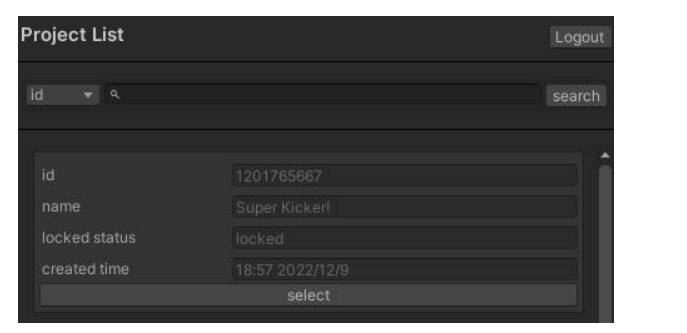 Project List Logout
id search
id 1201765667
name Super Kicker!
locked status locked
created time 18:57 2022/12/9
select